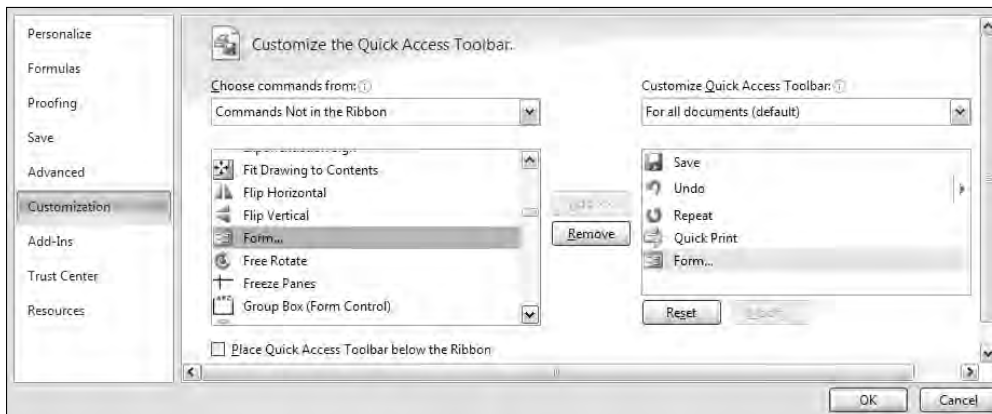 Personalize
Formulas
Proofing
Save
Advanced
Customization
Add-Ins
Trust Center
Resources
Customize the Quick Access Toolbar.
Choose commands from:
Commands Not in the Ribbon
Fit Drawing to Contents
Flip Horizontal
Flip Vertical
Form...
Free Rotate
Freeze Panes
Group Box (Form Control)
Place Quick Access Toolbar below the Ribbon
Add >>
Remove
Customize Quick Access Toolbar:
For all documents (default)
Save
Undo
Repeat
Quick Print
Form...
Reset
OK
Cancel